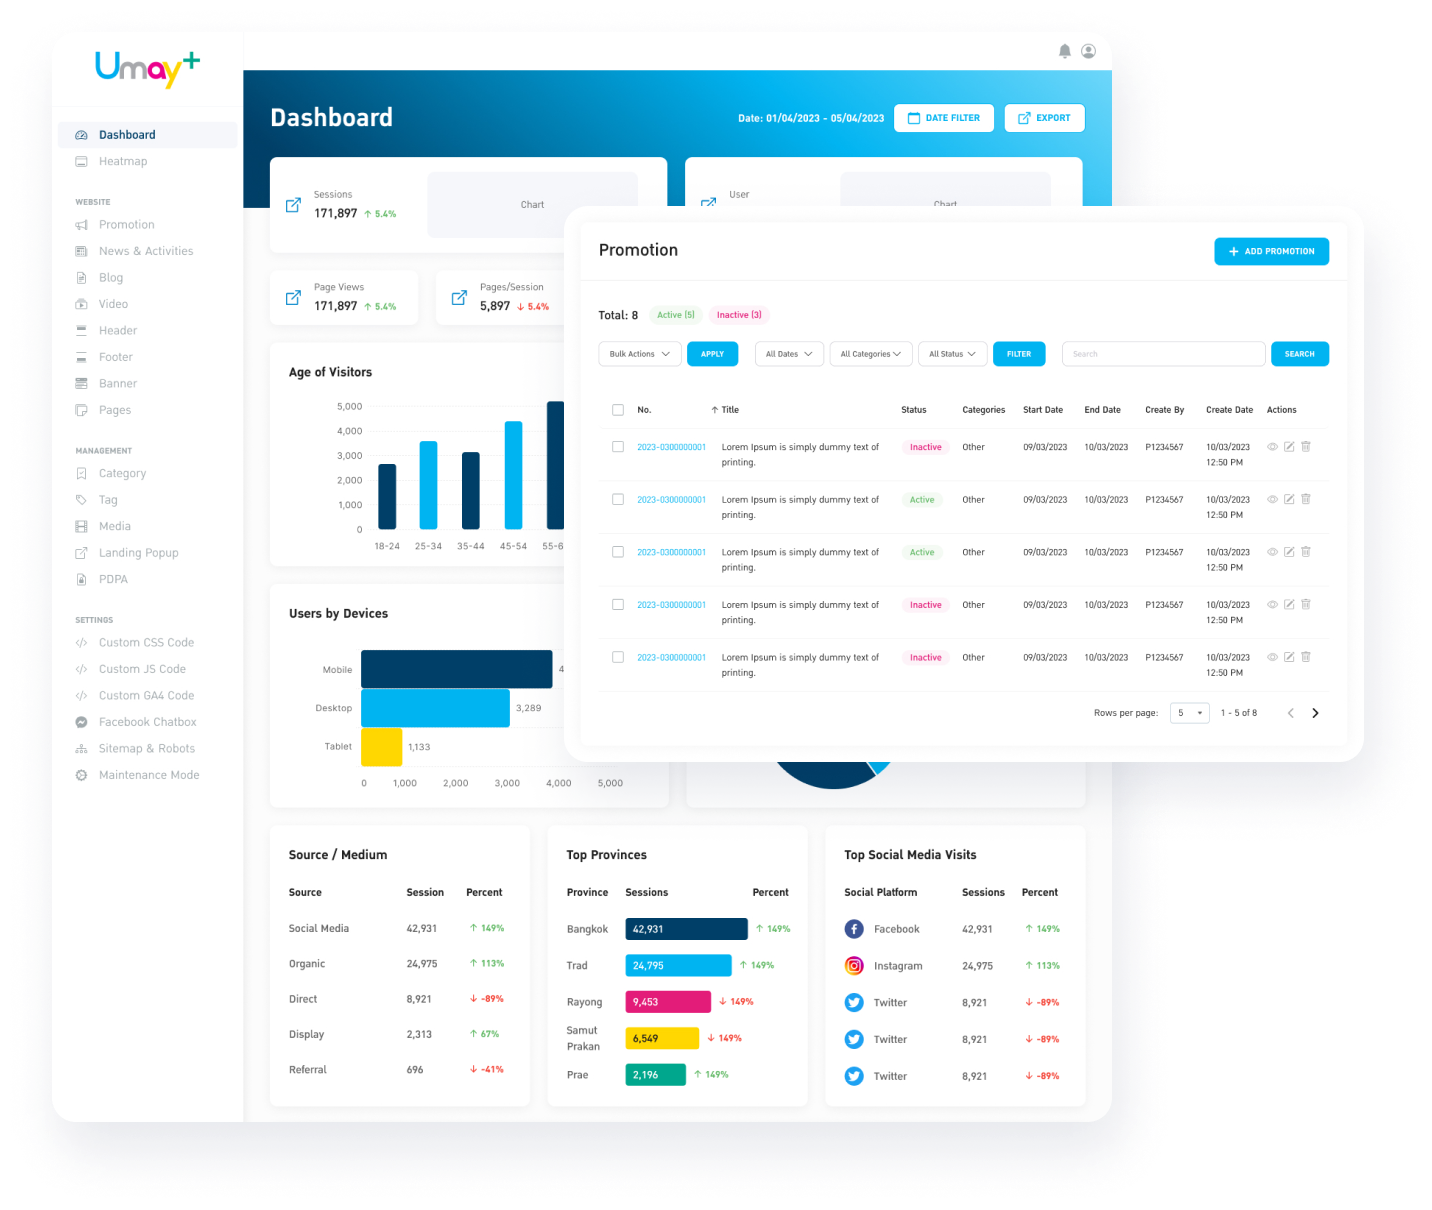 Umay+
Dashboard
Heatmap
WEBSITE
Promotion
News & Activities
Blog
Video
Header
Footer
Banner
Pages
MANAGEMENT
Category
Tag
Media
Landing Popup
PDPA
SETTINGS
Custom CSS Code
Custom JS Code
Custom GA4 Code
Facebook Chatbox
Sitemap & Robots
Maintenance Mode
Dashboard
Date: 01/04/2023 - 05/04/2023
DATE FILTER
EXPORT
Sessions
171,897 ↑ 5.4%
Chart
User
Chart
Page Views
171,897 ↑ 5.4%
Pages/Session
5,897 ↓ 5.4%
Age of Visitors
5,000
4,000
3,000
2,000
1,000
0
18-24 25-34 35-44 45-54 55-6
Users by Devices
Mobile 4
Desktop 3,289
Tablet 1,133
0 1,000 2,000 3,000 4,000 5,000
Promotion
+ ADD PROMOTION
Total: 8 Active (5) Inactive (3)
Bulk Actions APPLY All Dates All Categories All Status FILTER Search SEARCH
No. ↑ Title Status Categories Start Date End Date Create By Create Date Actions
2023-0300000001 Lorem Ipsum is simply dummy text of Inactive Other 09/03/2023 10/03/2023 P1234567 10/03/2023
printing. 12:50 PM
2023-0300000001 Lorem Ipsum is simply dummy text of Active Other 09/03/2023 10/03/2023 P1234567 10/03/2023
printing. 12:50 PM
2023-0300000001 Lorem Ipsum is simply dummy text of Active Other 09/03/2023 10/03/2023 P1234567 10/03/2023
printing. 12:50 PM
2023-0300000001 Lorem Ipsum is simply dummy text of Inactive Other 09/03/2023 10/03/2023 P1234567 10/03/2023
printing. 12:50 PM
2023-0300000001 Lorem Ipsum is simply dummy text of Inactive Other 09/03/2023 10/03/2023 P1234567 10/03/2023
printing. 12:50 PM
Rows per page: 5 1 - 5 of 8
Source / Medium
Source Session Percent
Social Media 42,931 ↑ 149%
Organic 24,975 ↑ 113%
Direct 8,921 ↓ -89%
Display 2,313 ↑ 67%
Referral 696 ↓ -41%
Top Provinces
Province Sessions Percent
Bangkok 42,931 ↑ 149%
Trad 24,795 ↑ 149%
Rayong 9,453 ↓ 149%
Samut
Prakan 6,549 ↓ 149%
Prae 2,196 ↑ 149%
Top Social Media Visits
Social Platform Sessions Percent
Facebook 42,931 ↑ 149%
Instagram 24,975 ↑ 113%
Twitter 8,921 ↓ -89%
Twitter 8,921 ↓ -89%
Twitter 8,921 ↓ -89%